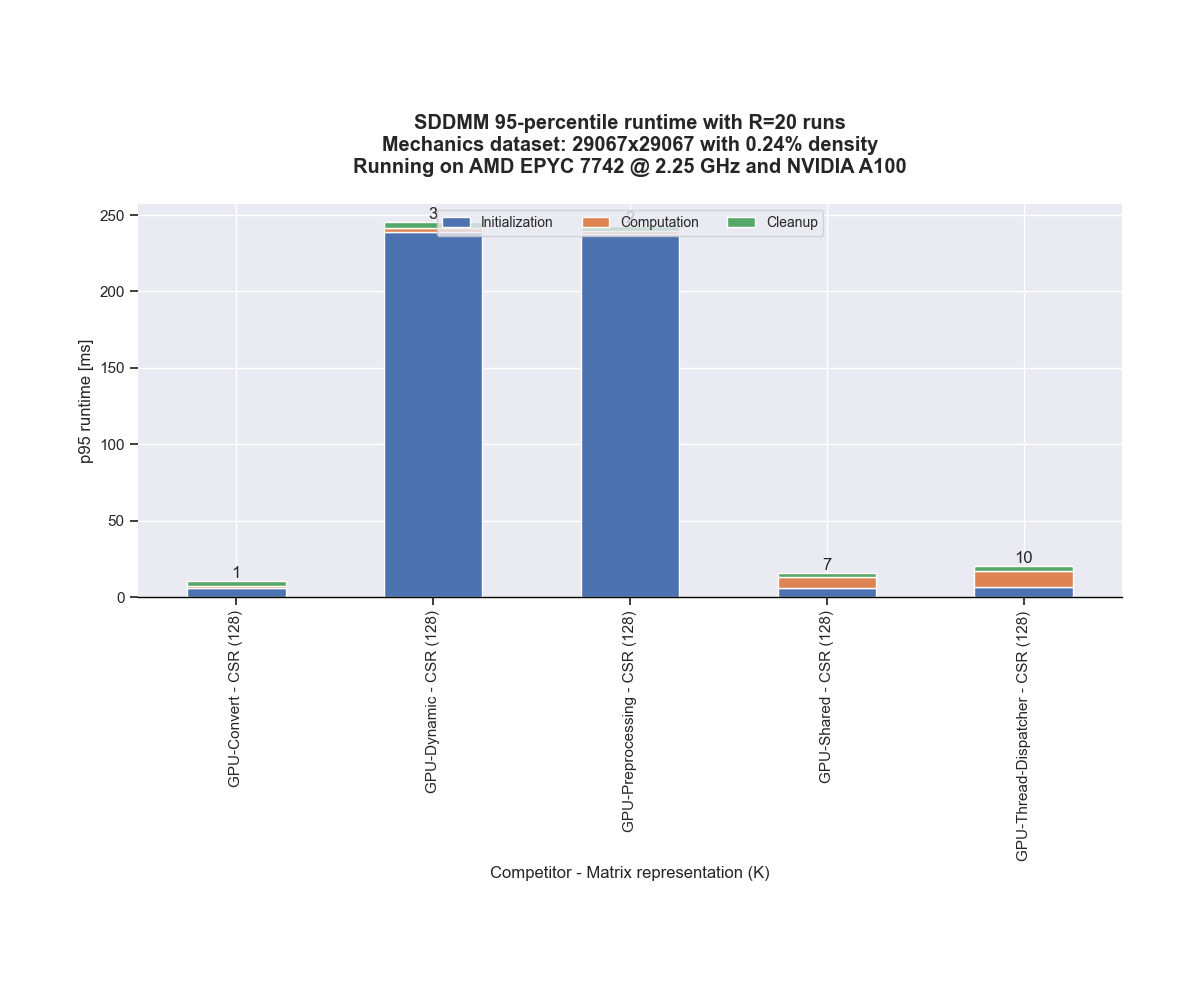 SDDMM 95-percentile runtime with R=20 runs
Mechanics dataset: 29067x29067 with 0.24% density
Running on AMD EPYC 7742 @ 2.25 GHz and NVIDIA A100
250
200
150
100
50
0
p95 runtime [ms]
Initialization
Computation
Cleanup
1
3
7
10
GPU-Convert - CSR (128)
GPU-Dynamic - CSR (128)
GPU-Preprocessing - CSR (128)
GPU-Shared - CSR (128)
GPU-Thread-Dispatcher - CSR (128)
Competitor - Matrix representation (K)